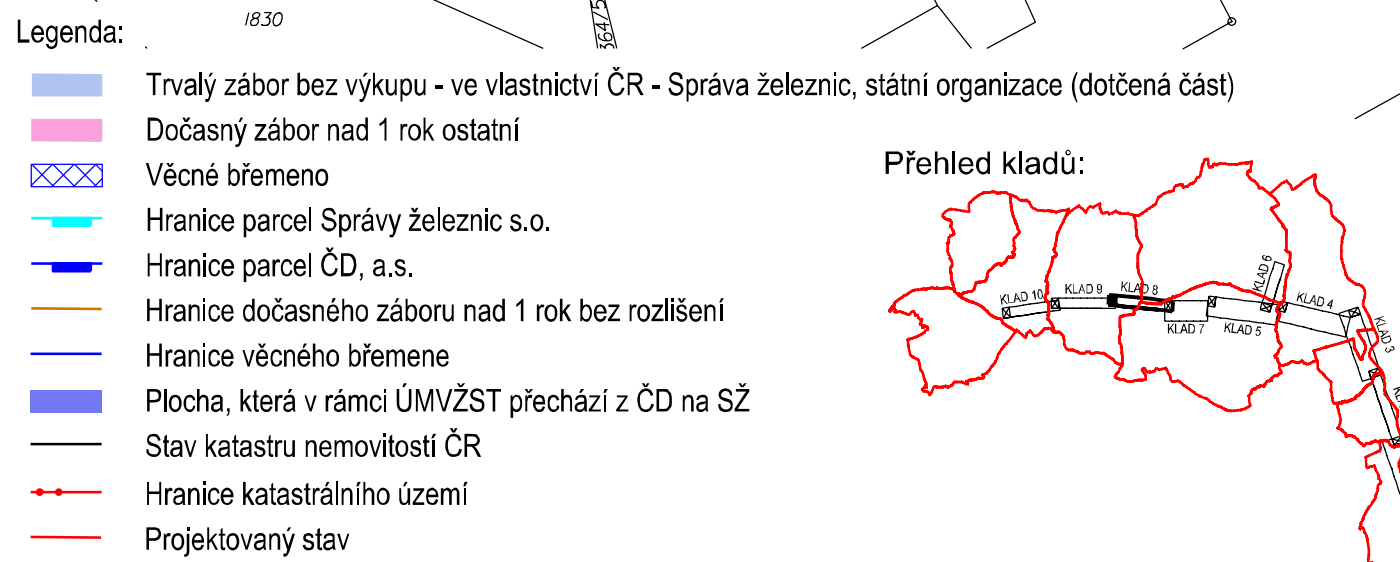 1830
364/5
Legenda:
Trvalý zábor bez výkupu - ve vlastnictví ČR - Správa železnic, státní organizace (dotčená část)
Dočasný zábor nad 1 rok ostatní
Věcné břemeno
Hranice parcel Správy železnic s.o.
Hranice parcel ČD, a.s.
Hranice dočasného záboru nad 1 rok bez rozlišení
Hranice věcného břemene
Plocha, která v rámci ÚMVŽST přechází z ČD na SŽ
Stav katastru nemovitostí ČR
Hranice katastrálního území
Projektovaný stav
Přehled kladů:
KLAD 10
KLAD 9
KLAD 8
KLAD 7
KLAD 5
KLAD 6
KLAD 4
KLAD 3